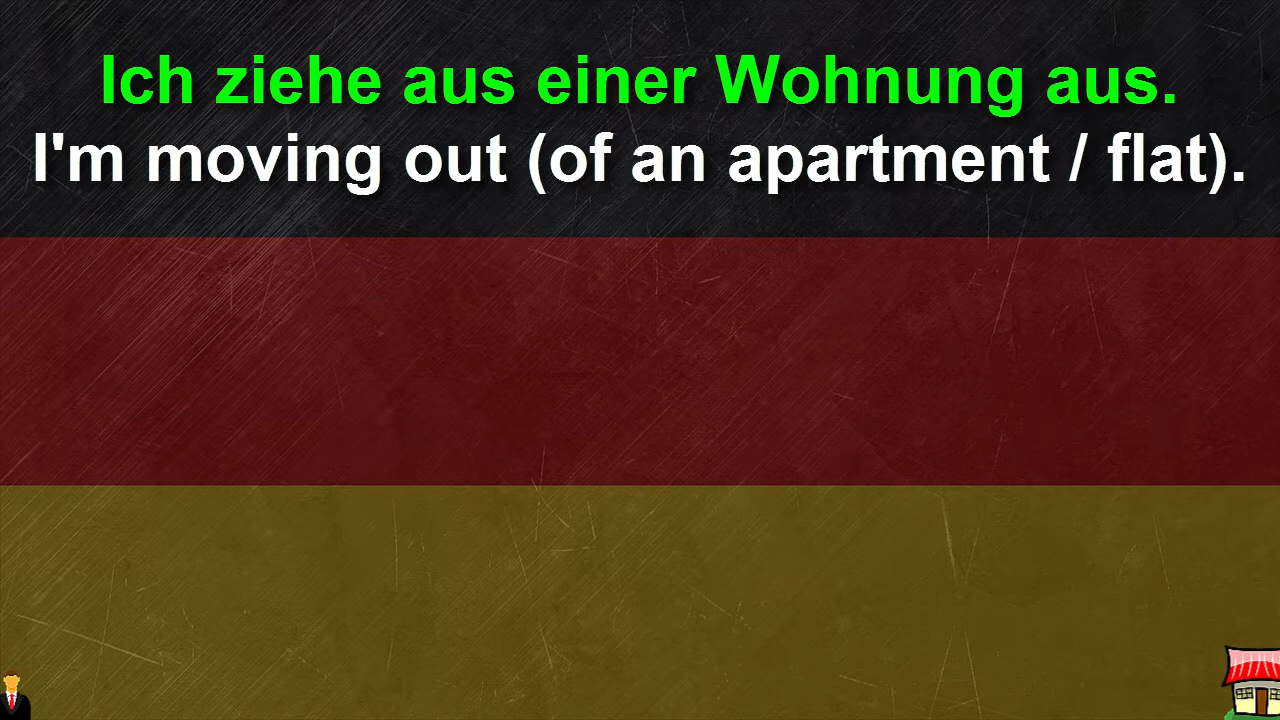 Ich ziehe aus einer Wohnung aus.
I'm moving out (of an apartment / flat).